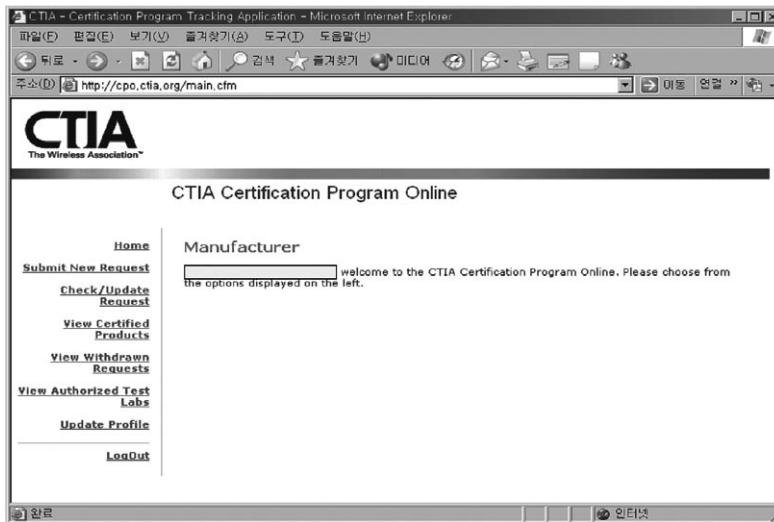 CTIA - Certification Program Tracking Application - Microsoft Internet Explorer
파일(F) 편집(E) 보기(V) 즐겨찾기(A) 도구(T) 도움말(H)
뒤로 검색 즐겨찾기 미디어
주소(D) http://cpo.ctia.org/main.cfm 이동 연결 »
CTIA
The Wireless Association™
CTIA Certification Program Online
Home
Submit New Request
Check/Update
Request
View Certified
Products
View Withdrawn
Requests
View Authorized Test
Labs
Update Profile
LogOut
Manufacturer
welcome to the CTIA Certification Program Online. Please choose from
the options displayed on the left.
완료 인터넷